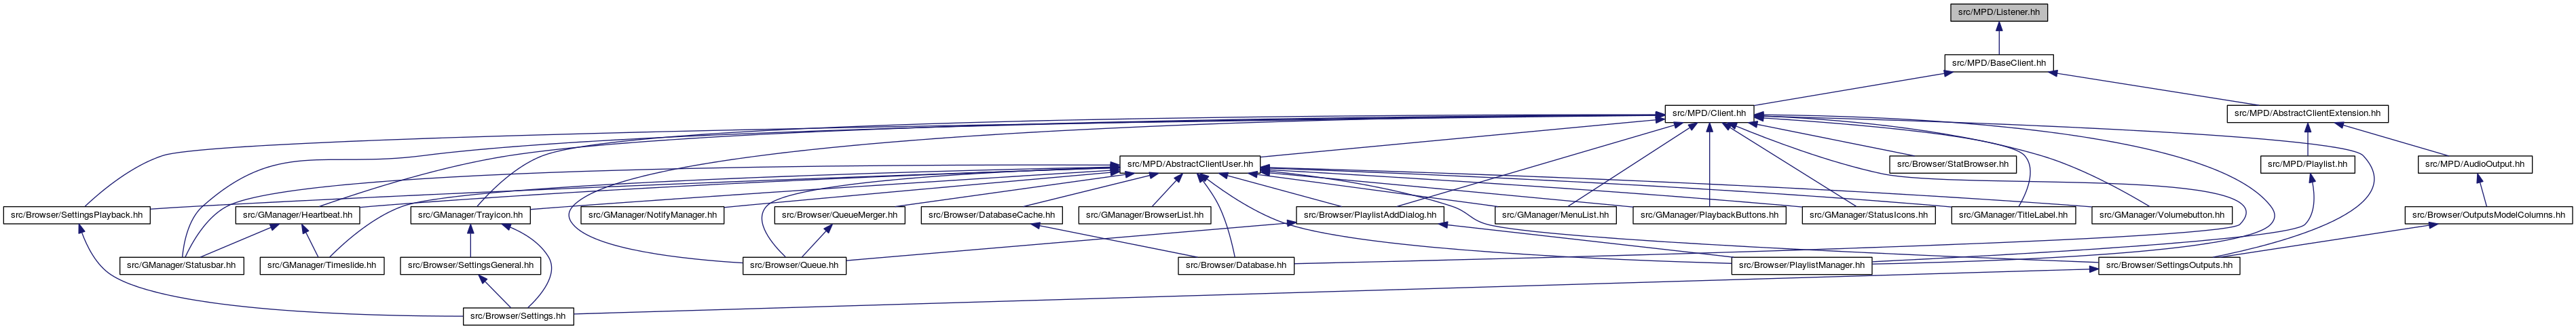 src/MPD/Listener.hh
src/MPD/BaseClient.hh
src/MPD/Client.hh
src/MPD/AbstractClientExtension.hh
src/MPD/AbstractClientUser.hh
src/Browser/StatBrowser.hh
src/MPD/Playlist.hh
src/MPD/AudioOutput.hh
src/Browser/SettingsPlayback.hh
src/GManager/Heartbeat.hh
src/GManager/Trayicon.hh
src/GManager/NotifyManager.hh
src/Browser/QueueMerger.hh
src/Browser/DatabaseCache.hh
src/GManager/BrowserList.hh
src/Browser/PlaylistAddDialog.hh
src/GManager/MenuList.hh
src/GManager/PlaybackButtons.hh
src/GManager/StatusIcons.hh
src/GManager/TitleLabel.hh
src/GManager/Volumebutton.hh
src/Browser/OutputsModelColumns.hh
src/GManager/Statusbar.hh
src/GManager/Timeslide.hh
src/Browser/SettingsGeneral.hh
src/Browser/Queue.hh
src/Browser/Database.hh
src/Browser/PlaylistManager.hh
src/Browser/SettingsOutputs.hh
src/Browser/Settings.hh